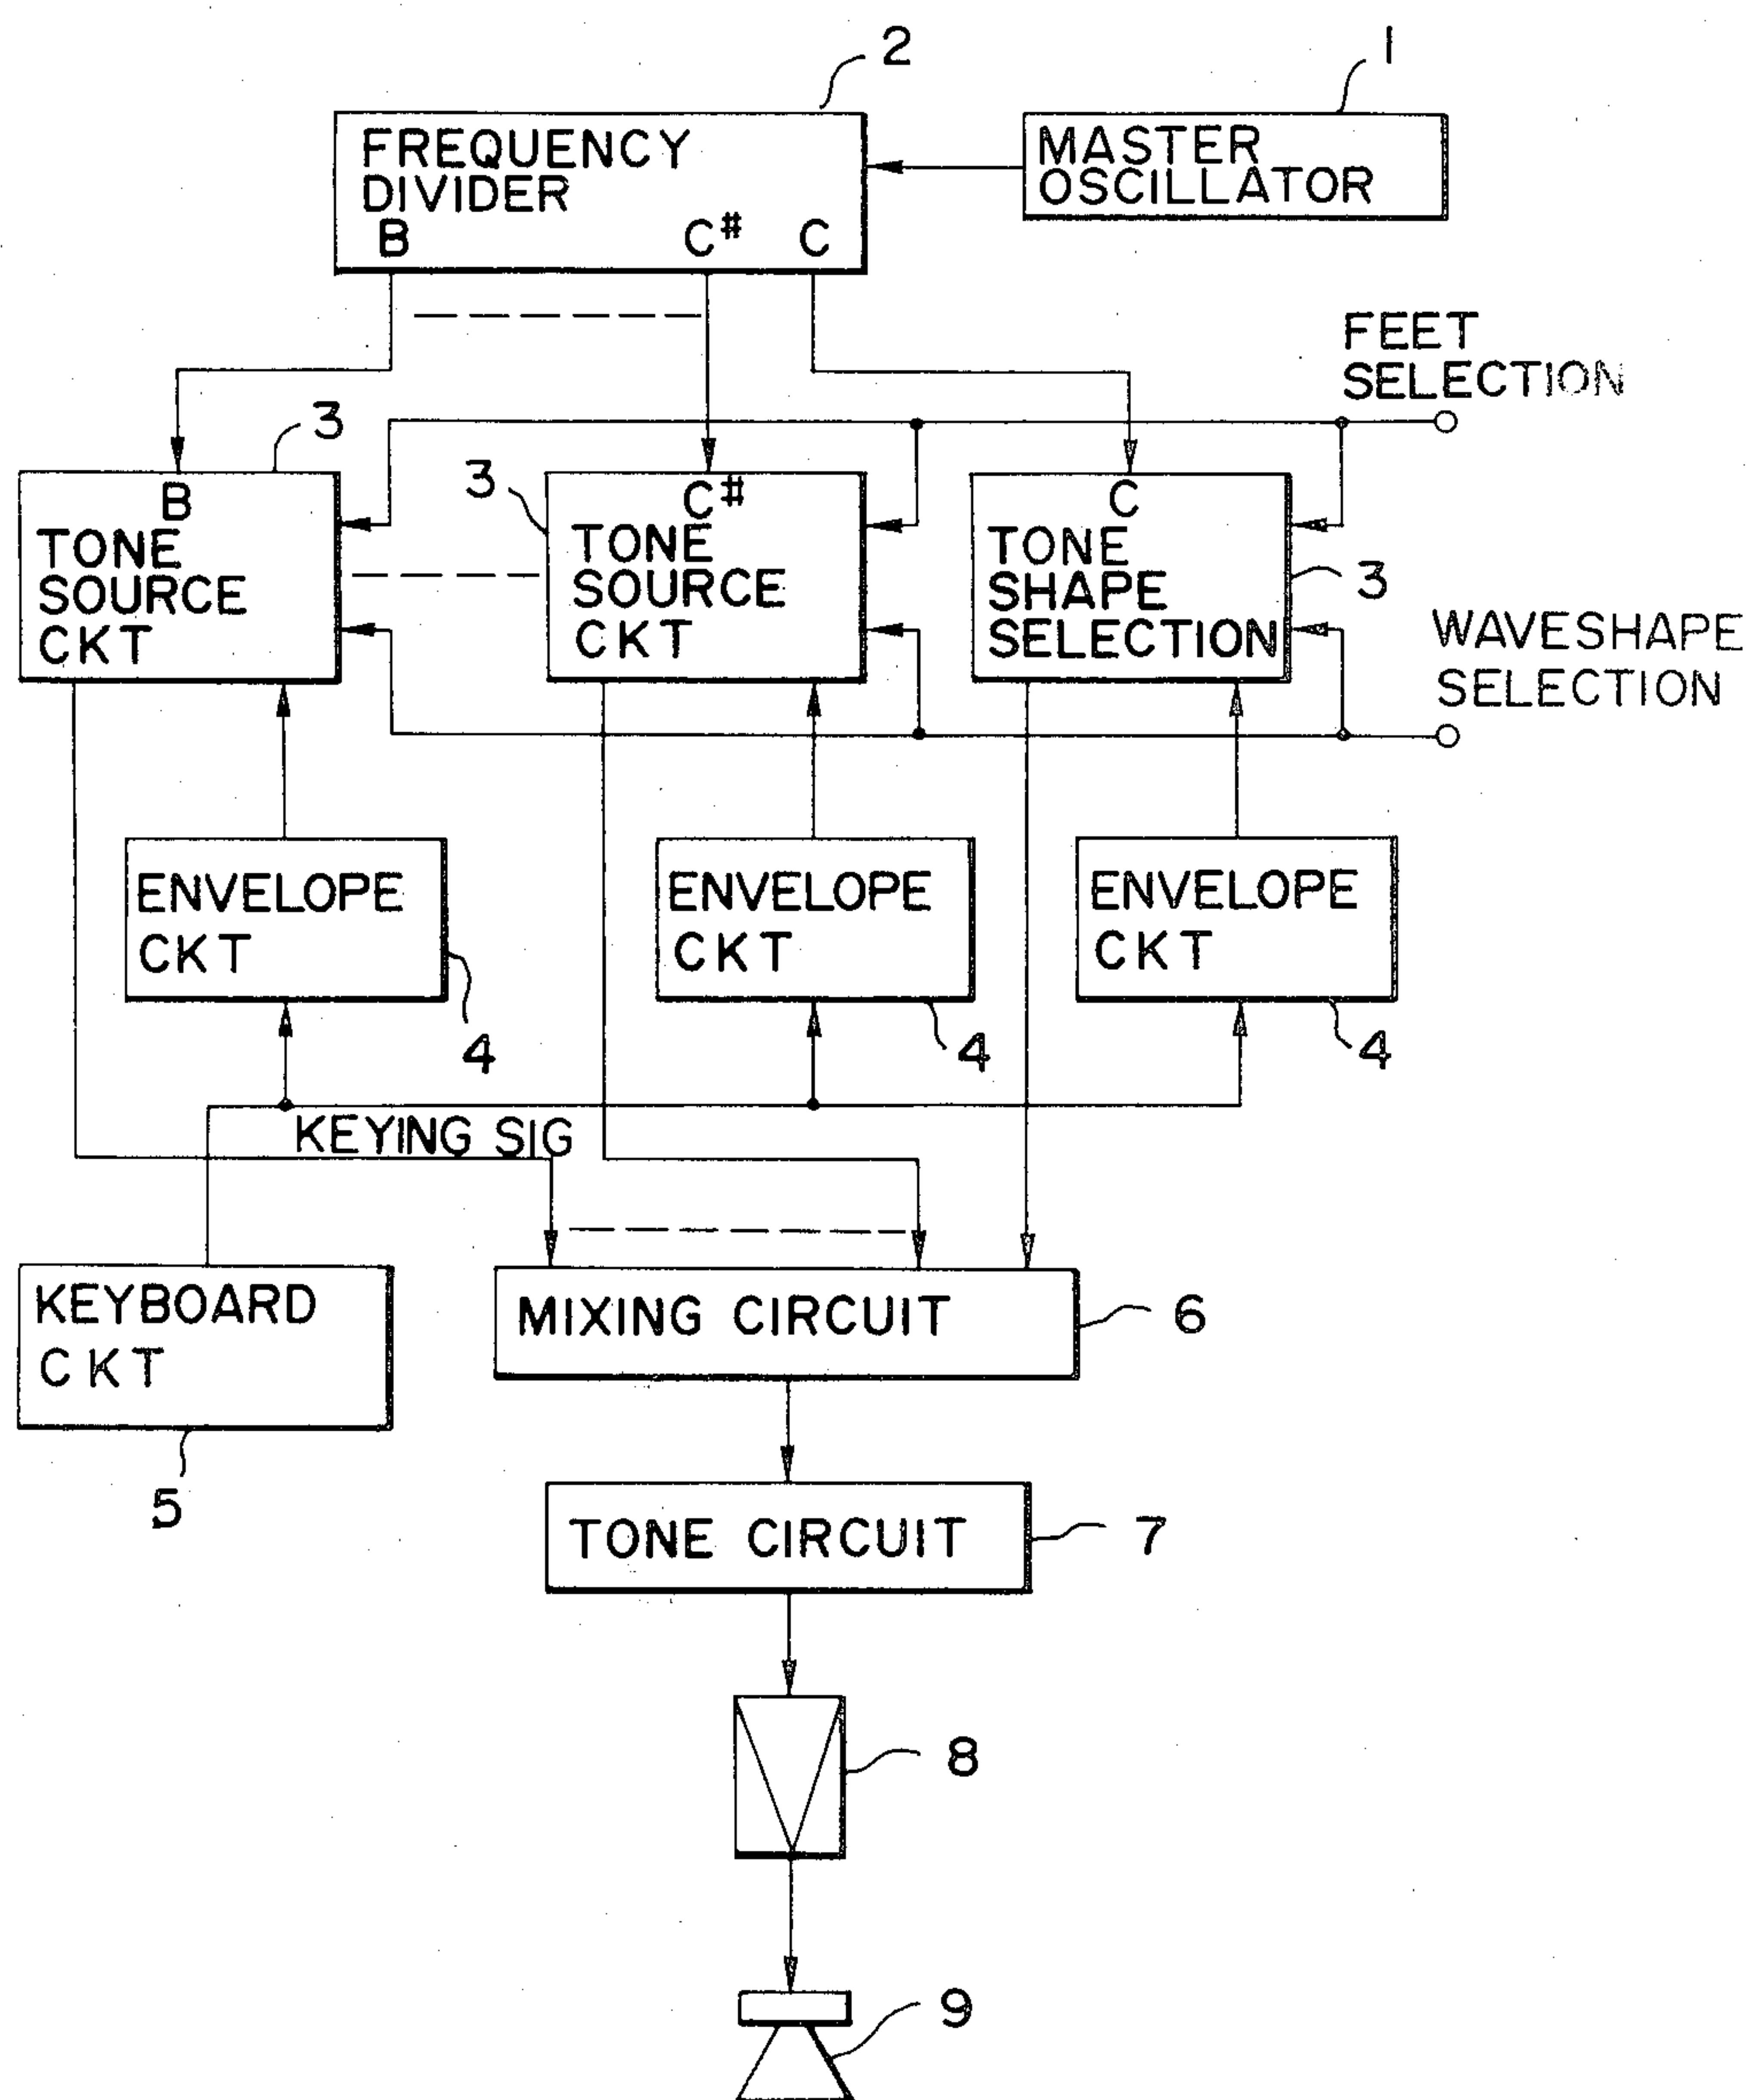 2
1
FREQUENCY
DIVIDER
B C# C
MASTER
OSCILLATOR
FEET
SELECTION
3
B
TONE
SOURCE
CKT
3
C#
TONE
SOURCE
CKT
C
TONE
SHAPE
SELECTION
3
WAVESHAPE
SELECTION
ENVELOPE
CKT
4
ENVELOPE
CKT
4
ENVELOPE
CKT
4
KEYING SIG
KEYBOARD
CKT
5
MIXING CIRCUIT
6
TONE CIRCUIT
7
8
9